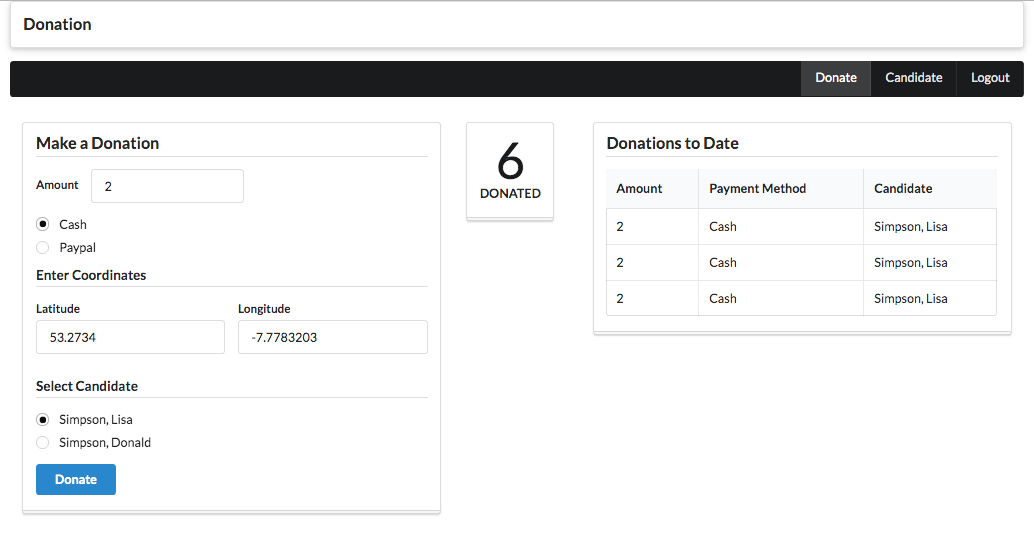 Donation
Donate Candidate Logout
Make a Donation
Amount 2
Cash
Paypal
Enter Coordinates
Latitude Longitude
53.2734 -7.7783203
Select Candidate
Simpson, Lisa
Simpson, Donald
Donate
6
DONATED
Donations to Date
Amount Payment Method Candidate
2 Cash Simpson, Lisa
2 Cash Simpson, Lisa
2 Cash Simpson, Lisa